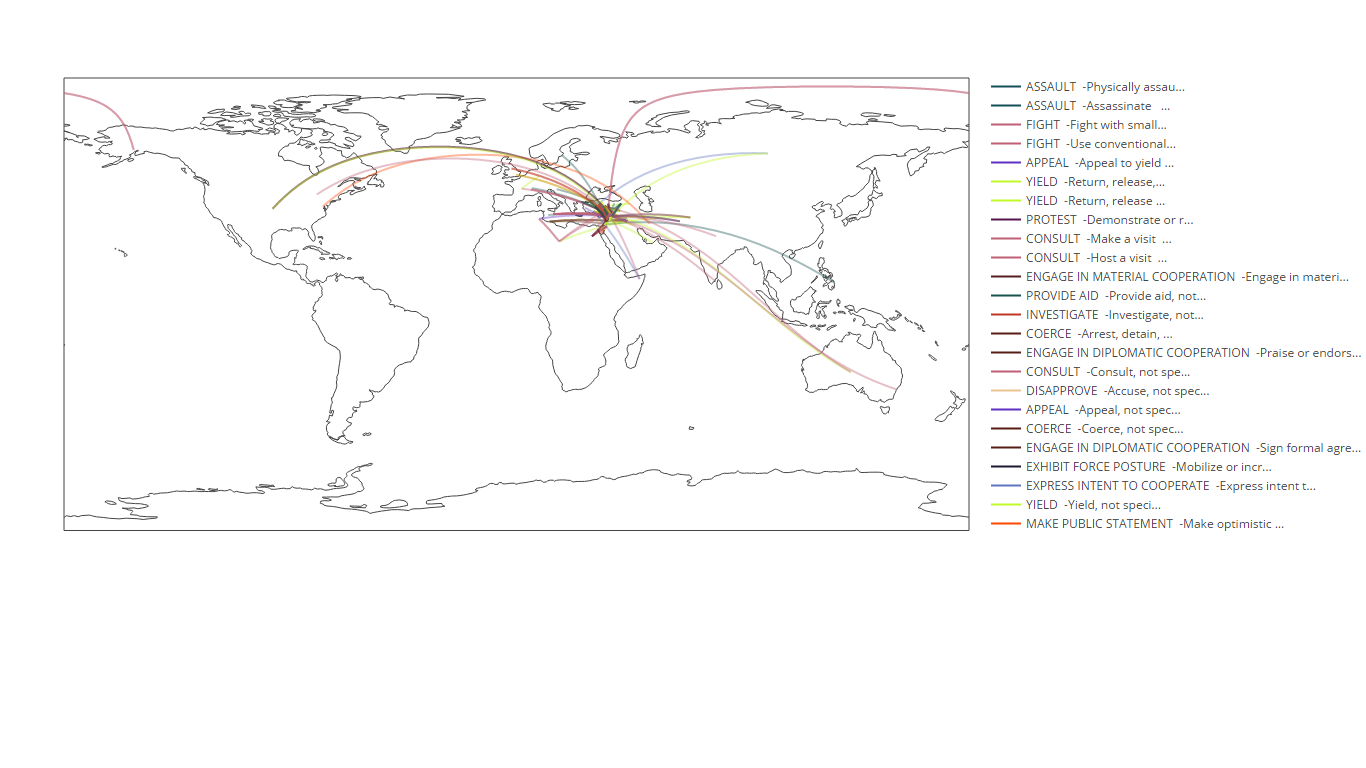 ASSAULT -Physically assau...
ASSAULT -Assassinate ...
FIGHT -Fight with small...
FIGHT -Use conventional...
APPEAL -Appeal to yield ...
YIELD -Return, release,...
YIELD -Return, release ...
PROTEST -Demonstrate or r...
CONSULT -Make a visit ...
CONSULT -Host a visit ...
ENGAGE IN MATERIAL COOPERATION -Engage in materi...
PROVIDE AID -Provide aid, not...
INVESTIGATE -Investigate, not...
COERCE -Arrest, detain, ...
ENGAGE IN DIPLOMATIC COOPERATION -Praise or endors...
CONSULT -Consult, not spe...
DISAPPROVE -Accuse, not spec...
APPEAL -Appeal, not spec...
COERCE -Coerce, not spec...
ENGAGE IN DIPLOMATIC COOPERATION -Sign formal agre...
EXHIBIT FORCE POSTURE -Mobilize or incr...
EXPRESS INTENT TO COOPERATE -Express intent t...
YIELD -Yield, not speci...
MAKE PUBLIC STATEMENT -Make optimistic ...